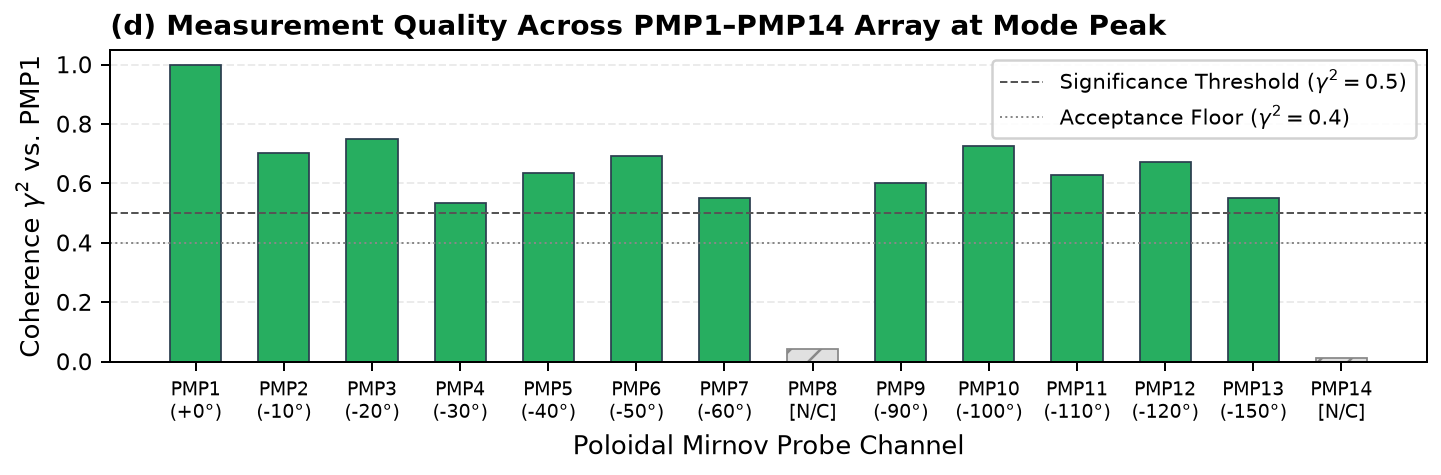 (d) Measurement Quality Across PMP1–PMP14 Array at Mode Peak
Coherence γ² vs. PMP1
1.0
0.8
0.6
0.4
0.2
0.0
Significance Threshold (γ² = 0.5)
Acceptance Floor (γ² = 0.4)
PMP1 PMP2 PMP3 PMP4 PMP5 PMP6 PMP7 PMP8 PMP9 PMP10 PMP11 PMP12 PMP13 PMP14
(+0°) (-10°) (-20°) (-30°) (-40°) (-50°) (-60°) [N/C] (-90°) (-100°) (-110°) (-120°) (-150°) [N/C]
Poloidal Mirnov Probe Channel